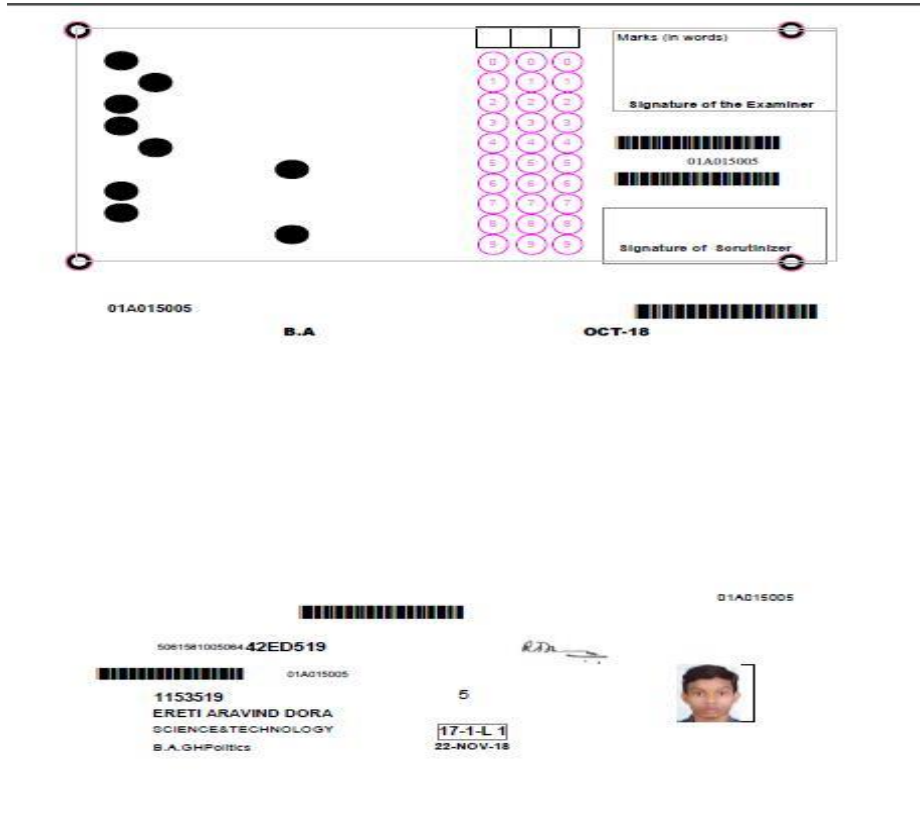 Marks (in words)
0 0 0
1 1 1
2 2 2
Signature of the Examiner
3 3 3
4 4 4
5 5 5
01A015005
6 6 6
7 7 7
8 8 8
9 9 9
Signature of Scrutinizer
01A015005
B.A OCT-18
01A015005
5061581005064 42ED519
01A015005
1153519 5
ERETI ARAVIND DORA
SCIENCE&TECHNOLOGY 17-1-L 1
B.A.GHPolitics 22-NOV-18